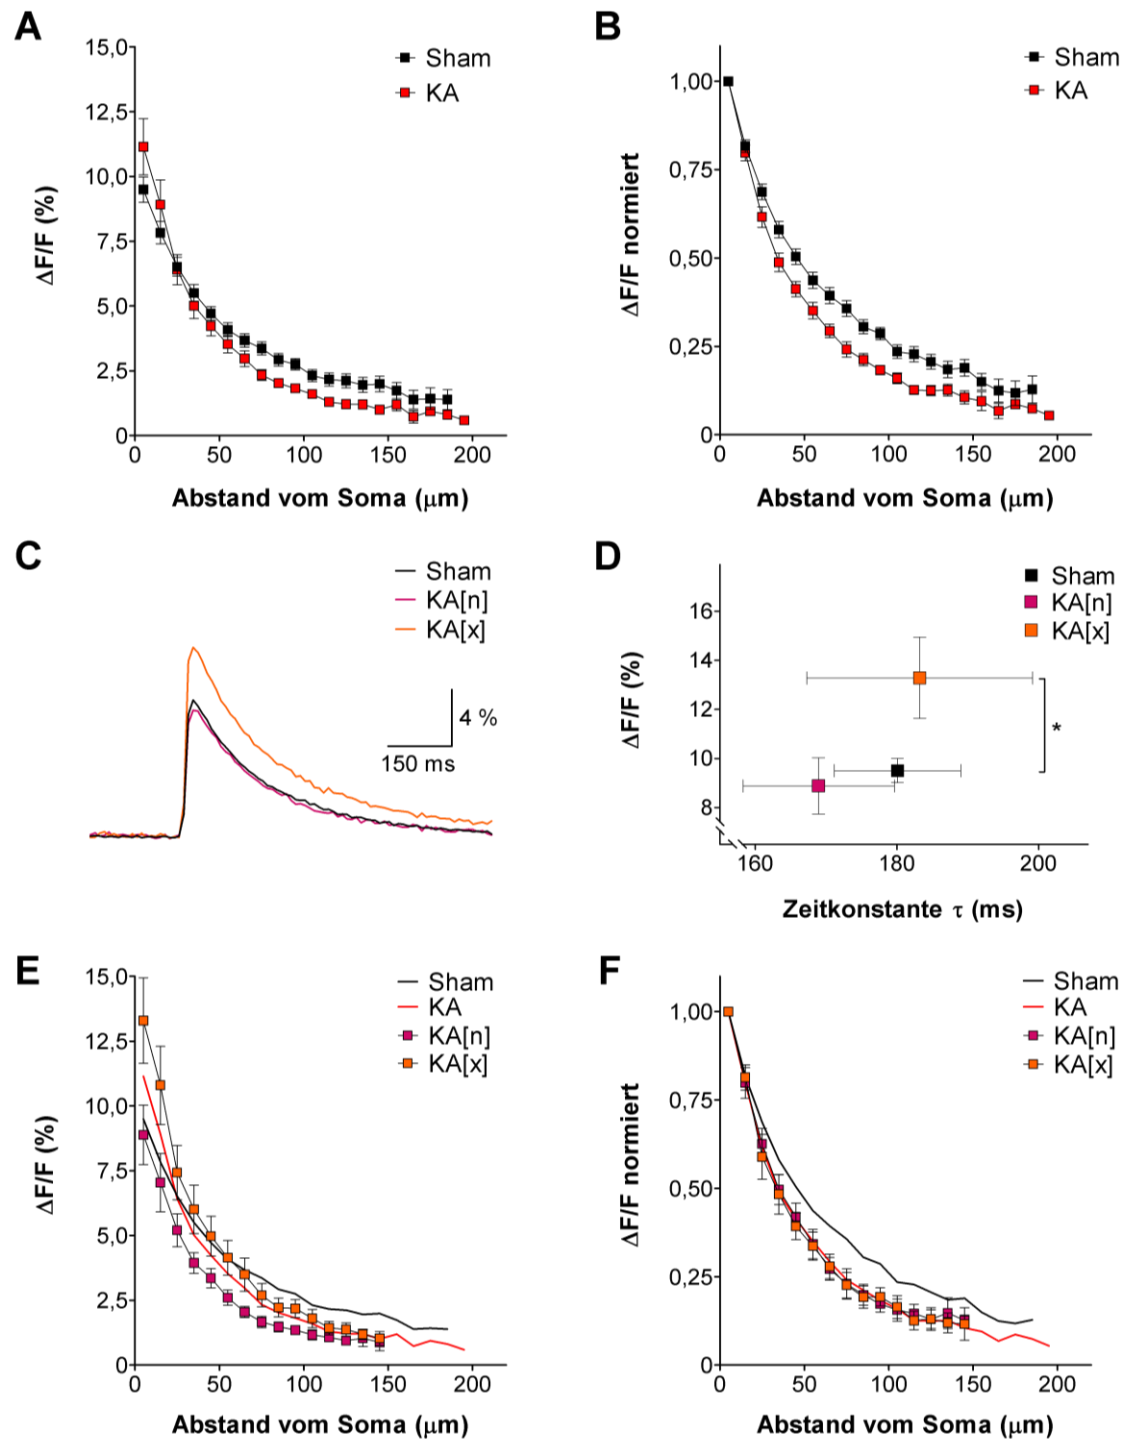 A
15,0
12,5
10,0
7,5
5,0
2,5
0
ΔF/F (%)
Sham
KA
0 50 100 150 200
Abstand vom Soma (μm)
B
1,00
0,75
0,50
0,25
0
ΔF/F normiert
Sham
KA
0 50 100 150 200
Abstand vom Soma (μm)
C
Sham
KA[n]
KA[x]
4 %
150 ms
D
16
14
12
10
8
ΔF/F (%)
Sham
KA[n]
KA[x]
*
160 180 200
Zeitkonstante τ (ms)
E
15,0
12,5
10,0
7,5
5,0
2,5
0
ΔF/F (%)
Sham
KA
KA[n]
KA[x]
0 50 100 150 200
Abstand vom Soma (μm)
F
1,00
0,75
0,50
0,25
0
ΔF/F normiert
Sham
KA
KA[n]
KA[x]
0 50 100 150 200
Abstand vom Soma (μm)